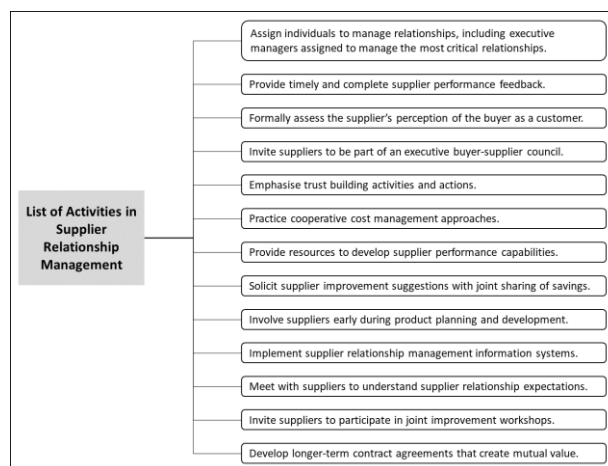 List of Activities in
Supplier
Relationship
Management
Assign individuals to manage relationships, including executive
managers assigned to manage the most critical relationships.
Provide timely and complete supplier performance feedback.
Formally assess the supplier's perception of the buyer as a customer.
Invite suppliers to be part of an executive buyer-supplier council.
Emphasise trust building activities and actions.
Practice cooperative cost management approaches.
Provide resources to develop supplier performance capabilities.
Solicit supplier improvement suggestions with joint sharing of savings.
Involve suppliers early during product planning and development.
Implement supplier relationship management information systems.
Meet with suppliers to understand supplier relationship expectations.
Invite suppliers to participate in joint improvement workshops.
Develop longer-term contract agreements that create mutual value.